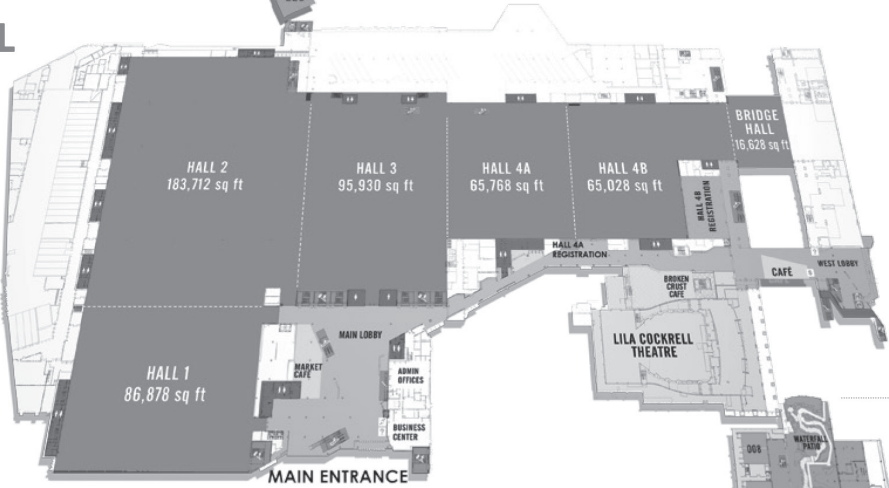 L
HALL 2
183,712 sq ft
HALL 3
95,930 sq ft
HALL 4A
65,768 sq ft
HALL 4B
65,028 sq ft
BRIDGE
HALL
16,628 sq ft
HALL 4B
REGISTRATION
HALL 4A
REGISTRATION
CAFÉ
WEST LOBBY
BROKEN
CRUST
CAFE
LILA COCKRELL
THEATRE
MAIN LOBBY
MARKET
CAFÉ
ADMIN
OFFICES
BUSINESS
CENTER
HALL 1
86,878 sq ft
MAIN ENTRANCE
008
WATERFALL
PATIO